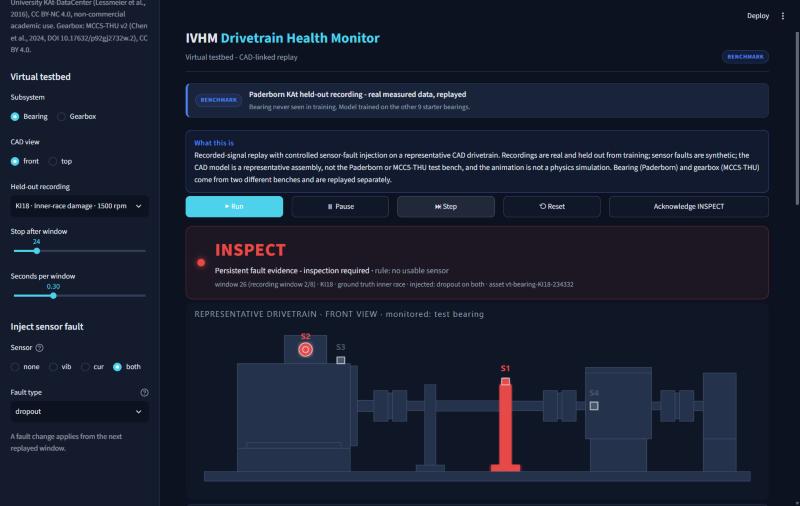 University KAt-DataCenter (Lessmeier et al.,
2016), CC BY-NC 4.0, non-commercial
academic use. Gearbox: MCC5-THU v2 (Chen
et al., 2024, DOI 10.17632/p92gj2732w.2), CC
BY 4.0.
Virtual testbed
Subsystem
Bearing
Gearbox
CAD view
front
top
Held-out recording
KI18 · Inner-race damage · 1500 rpm
Stop after window
24
Seconds per window
0.30
Inject sensor fault
Sensor
none
vib
cur
both
Fault type
dropout
A fault change applies from the next
replayed window.
Deploy
IVHM Drivetrain Health Monitor
Virtual testbed - CAD-linked replay
BENCHMARK
BENCHMARK
Paderborn KAt held-out recording - real measured data, replayed
Bearing never seen in training. Model trained on the other 9 starter bearings.
What this is
Recorded-signal replay with controlled sensor-fault injection on a representative CAD drivetrain. Recordings are real and held out from training; sensor faults are synthetic; the
CAD model is a representative assembly, not the Paderborn or MCC5-THU test bench, and the animation is not a physics simulation. Bearing (Paderborn) and gearbox (MCC5-THU)
come from two different benches and are replayed separately.
Run
Pause
Step
Reset
Acknowledge INSPECT
INSPECT
Persistent fault evidence - inspection required · rule: no usable sensor
window 26 (recording window 2/8) · KI18 · ground truth inner race · injected: dropout on both · asset vt-bearing-KI18-234332
REPRESENTATIVE DRIVETRAIN · FRONT VIEW · monitored: test bearing
S2
S3
S1
S4